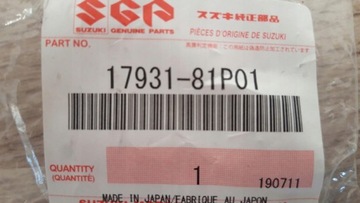 SGP スズキ純正部品
SUZUKI GENUINE PARTS PIÈCES D'ORIGINE DE SUZUKI
PART NO.
17931-81P01
QUANTITY
(QUANTITÉ) 1 190711
MADE IN JAPAN/FABRIQUE AU JAPON